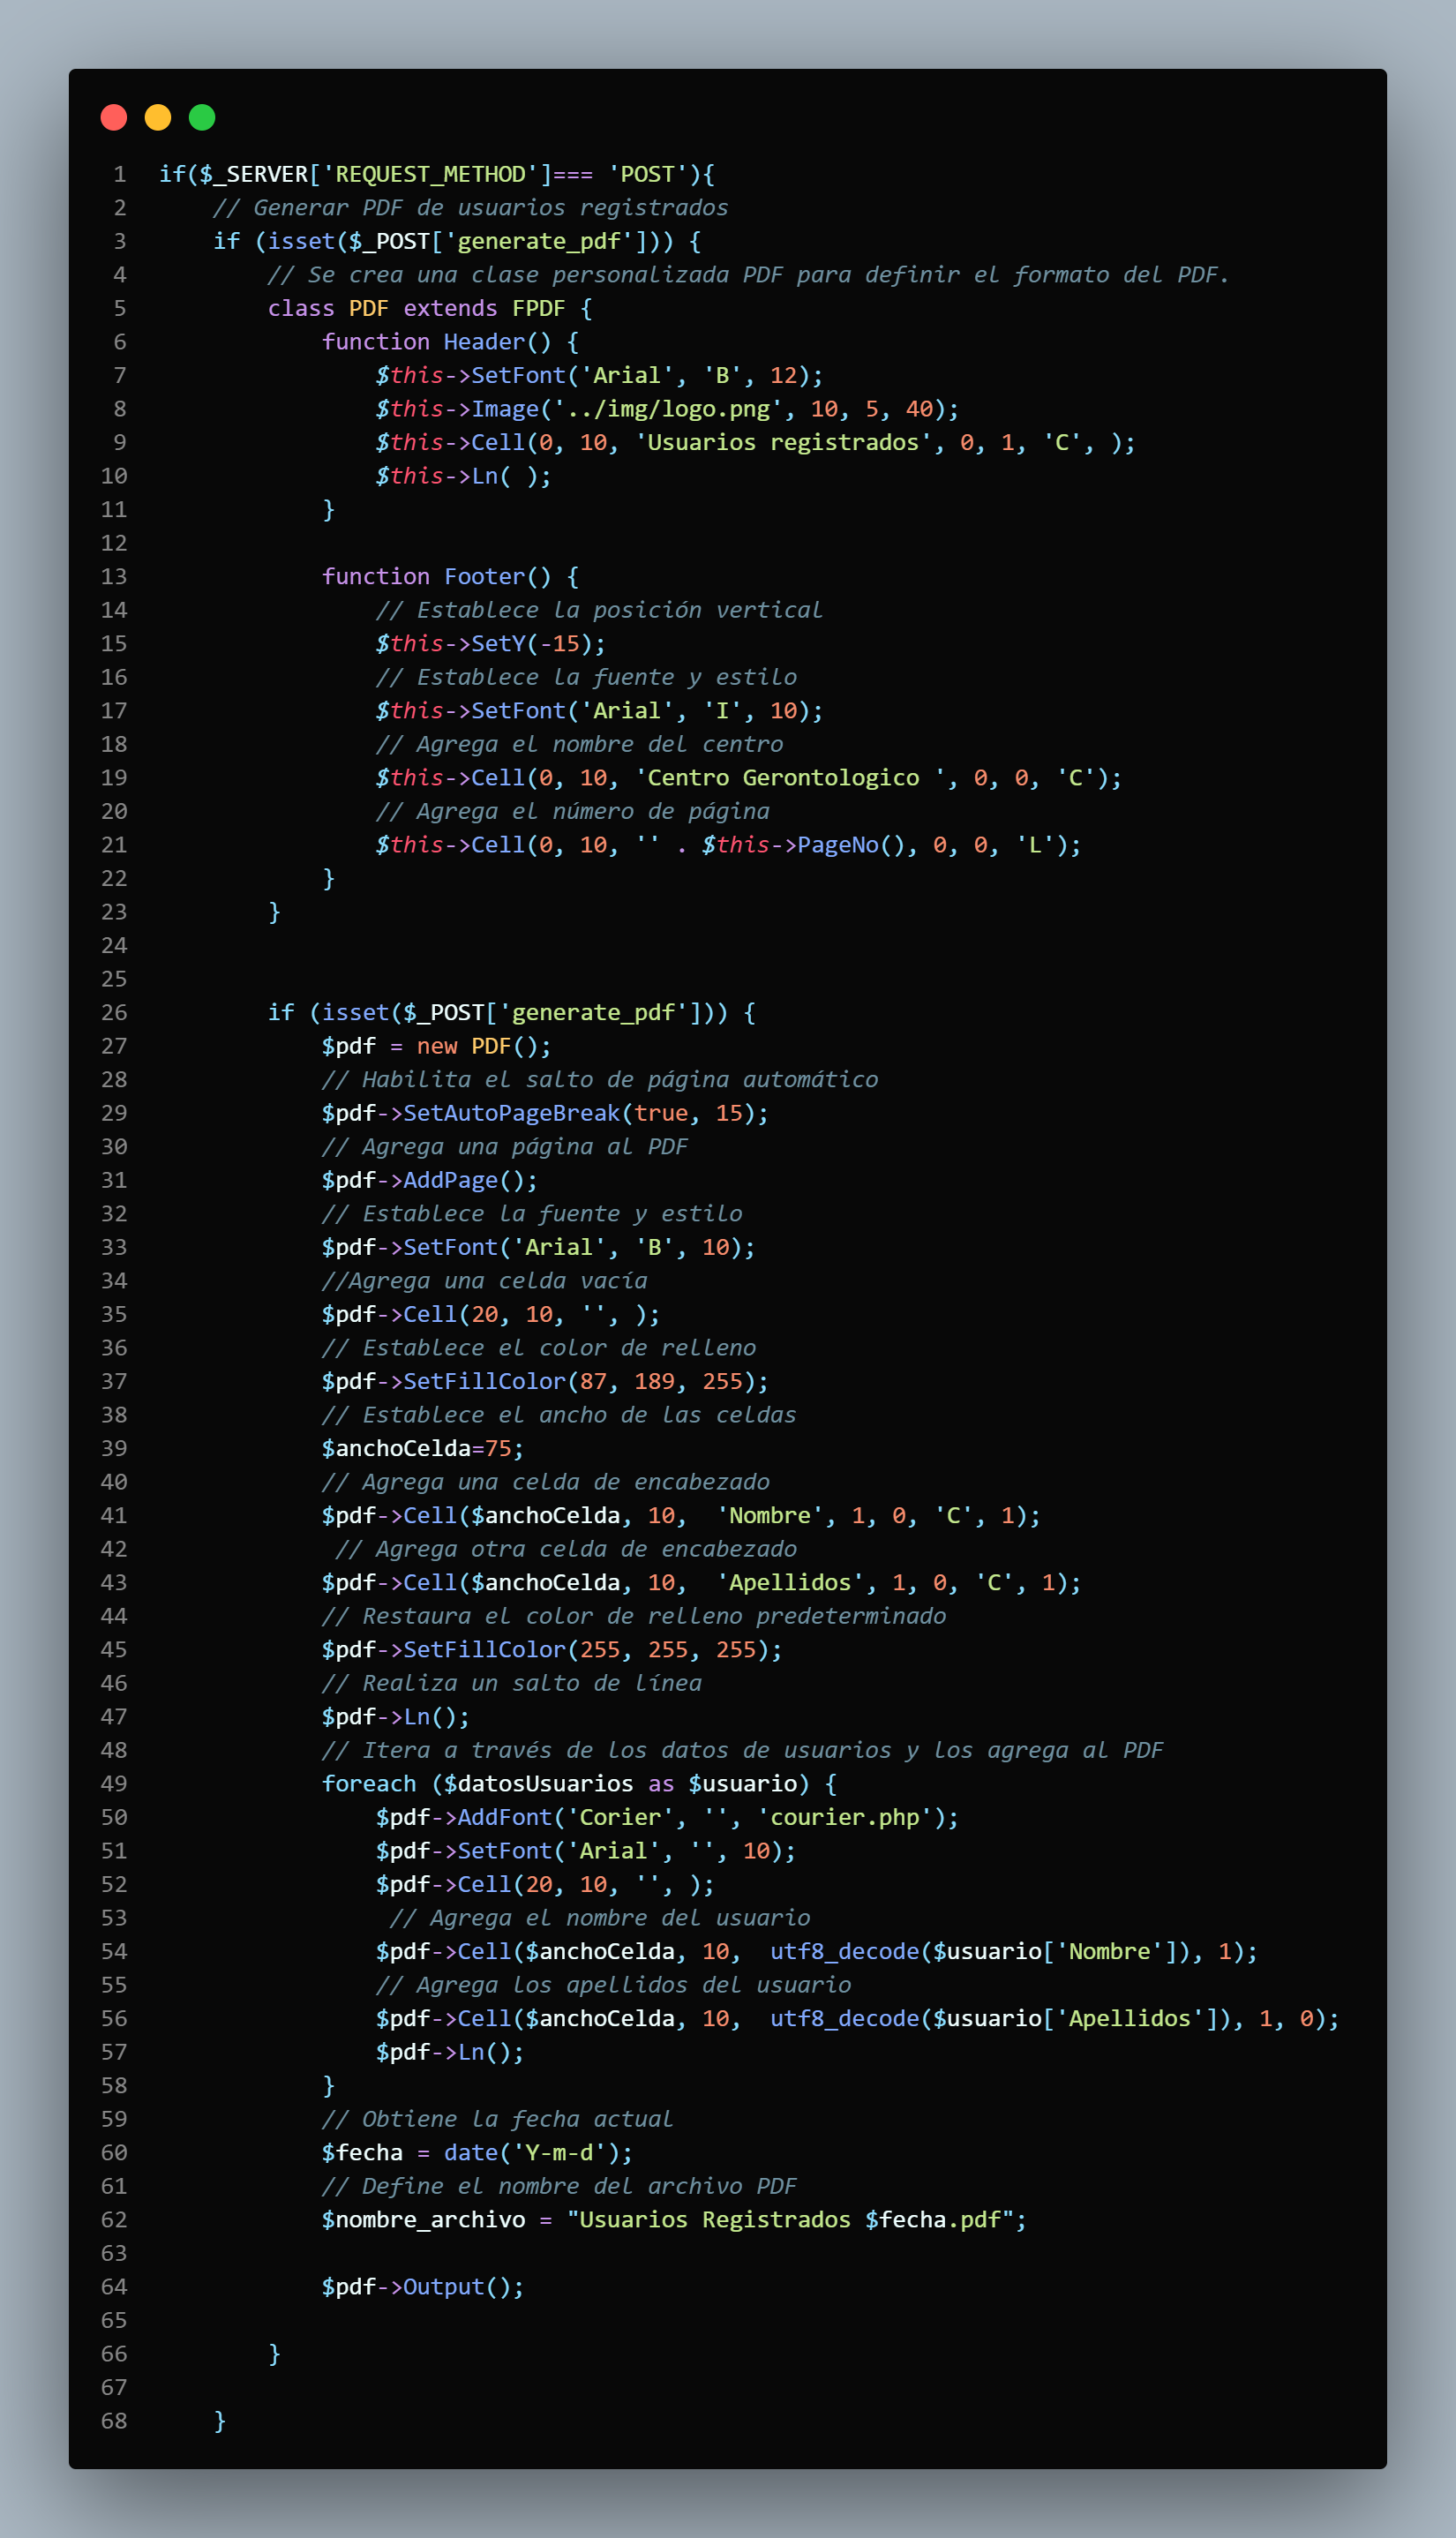 1 if($_SERVER['REQUEST_METHOD']=== 'POST'){
2     // Generar PDF de usuarios registrados
3     if (isset($_POST['generate_pdf'])) {
4         // Se crea una clase personalizada PDF para definir el formato del PDF.
5         class PDF extends FPDF {
6             function Header() {
7                 $this->SetFont('Arial', 'B', 12);
8                 $this->Image('../img/logo.png', 10, 5, 40);
9                 $this->Cell(0, 10, 'Usuarios registrados', 0, 1, 'C', );
10                 $this->Ln( );
11             }
12
13             function Footer() {
14                 // Establece la posición vertical
15                 $this->SetY(-15);
16                 // Establece la fuente y estilo
17                 $this->SetFont('Arial', 'I', 10);
18                 // Agrega el nombre del centro
19                 $this->Cell(0, 10, 'Centro Gerontologico ', 0, 0, 'C');
20                 // Agrega el número de página
21                 $this->Cell(0, 10, '' . $this->PageNo(), 0, 0, 'L');
22             }
23         }
24
25
26         if (isset($_POST['generate_pdf'])) {
27             $pdf = new PDF();
28             // Habilita el salto de página automático
29             $pdf->SetAutoPageBreak(true, 15);
30             // Agrega una página al PDF
31             $pdf->AddPage();
32             // Establece la fuente y estilo
33             $pdf->SetFont('Arial', 'B', 10);
34             //Agrega una celda vacía
35             $pdf->Cell(20, 10, '', );
36             // Establece el color de relleno
37             $pdf->SetFillColor(87, 189, 255);
38             // Establece el ancho de las celdas
39             $anchoCelda=75;
40             // Agrega una celda de encabezado
41             $pdf->Cell($anchoCelda, 10,  'Nombre', 1, 0, 'C', 1);
42              // Agrega otra celda de encabezado
43             $pdf->Cell($anchoCelda, 10,  'Apellidos', 1, 0, 'C', 1);
44             // Restaura el color de relleno predeterminado
45             $pdf->SetFillColor(255, 255, 255);
46             // Realiza un salto de línea
47             $pdf->Ln();
48             // Itera a través de los datos de usuarios y los agrega al PDF
49             foreach ($datosUsuarios as $usuario) {
50                 $pdf->AddFont('Corier', '', 'courier.php');
51                 $pdf->SetFont('Arial', '', 10);
52                 $pdf->Cell(20, 10, '', );
53                  // Agrega el nombre del usuario
54                 $pdf->Cell($anchoCelda, 10,  utf8_decode($usuario['Nombre']), 1);
55                 // Agrega los apellidos del usuario
56                 $pdf->Cell($anchoCelda, 10,  utf8_decode($usuario['Apellidos']), 1, 0);
57                 $pdf->Ln();
58             }
59             // Obtiene la fecha actual
60             $fecha = date('Y-m-d');
61             // Define el nombre del archivo PDF
62             $nombre_archivo = "Usuarios Registrados $fecha.pdf";
63
64             $pdf->Output();
65
66         }
67
68     }